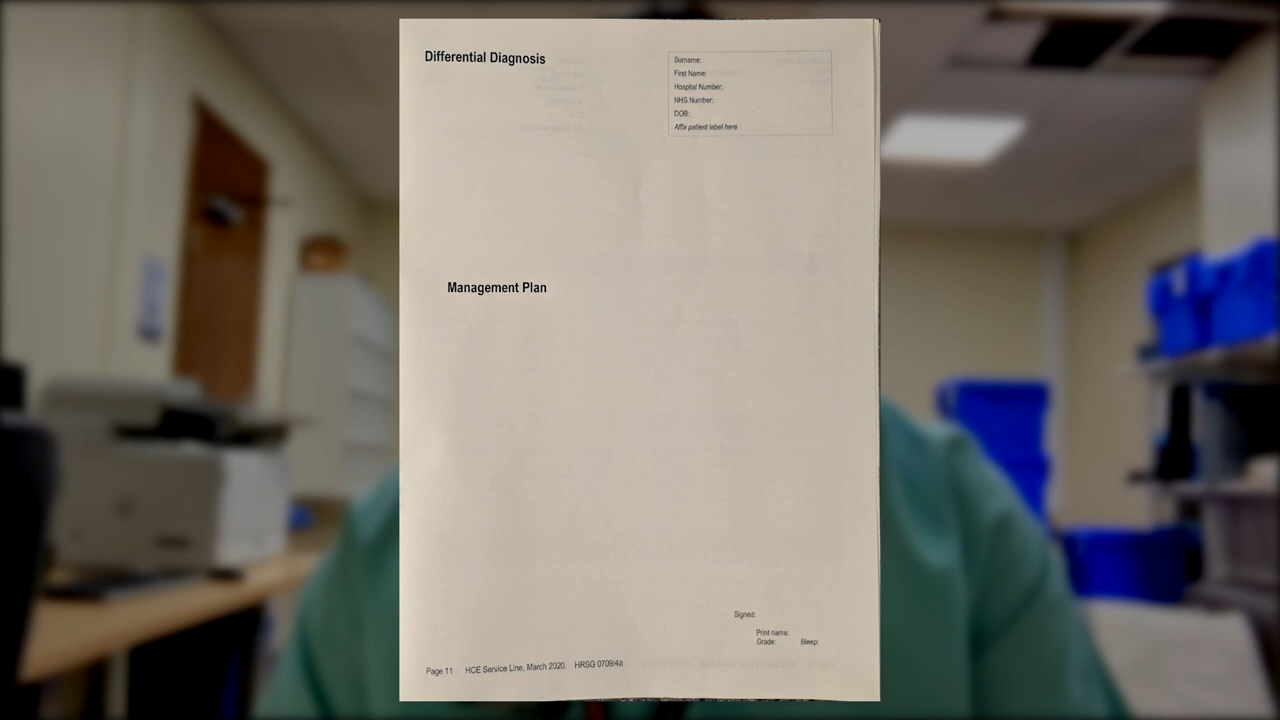 Differential Diagnosis
Surname:
First Name:
Hospital Number:
NHS Number:
DOB:
Affix patient label here
Management Plan
Signed:
Print name:
Grade: Bleep:
Page 11 HCE Service Line, March 2020. HRSG 0709/4a